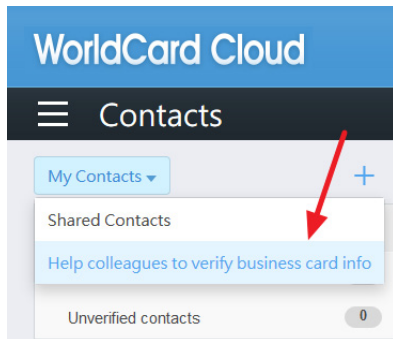 WorldCard Cloud
Contacts
My Contacts
Shared Contacts
Help colleagues to verify business card info
Unverified contacts 0